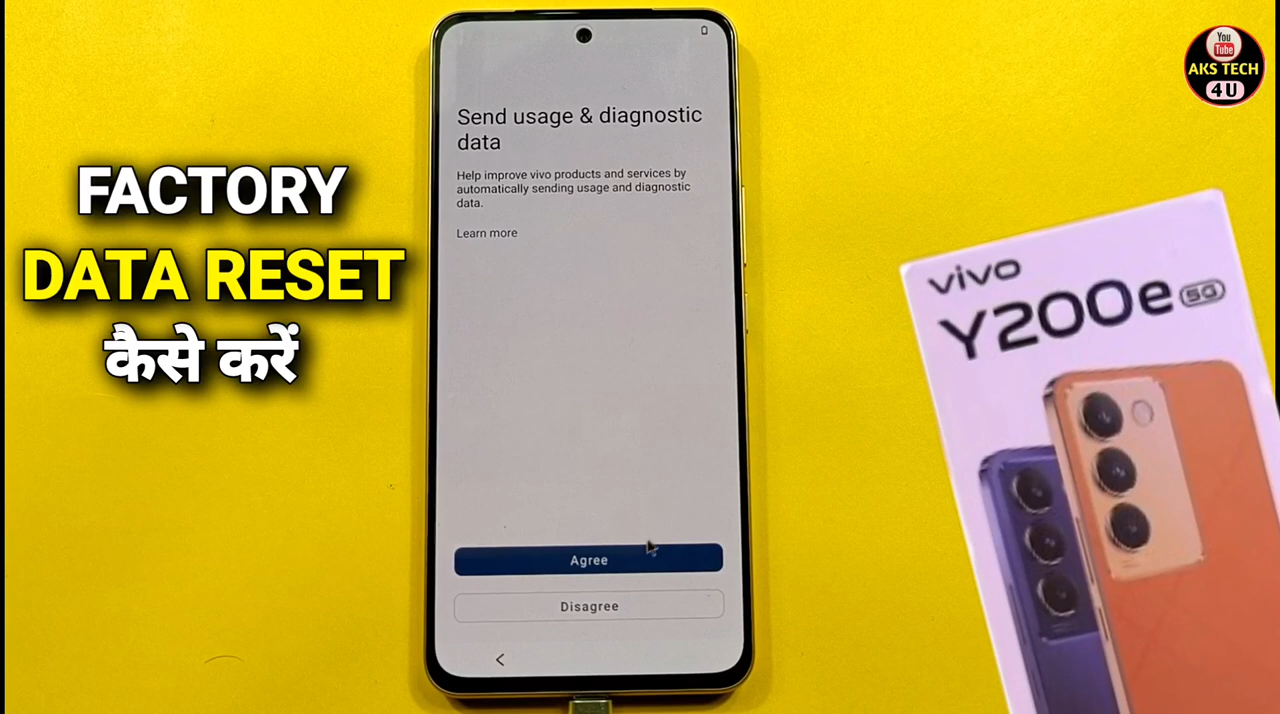 FACTORY
DATA RESET
कैसे करें
Send usage & diagnostic
data
Help improve vivo products and services by
automatically sending usage and diagnostic
data.
Learn more
Agree
Disagree
You
Tube
AKS TECH
4U
vivo
Y200e 5G